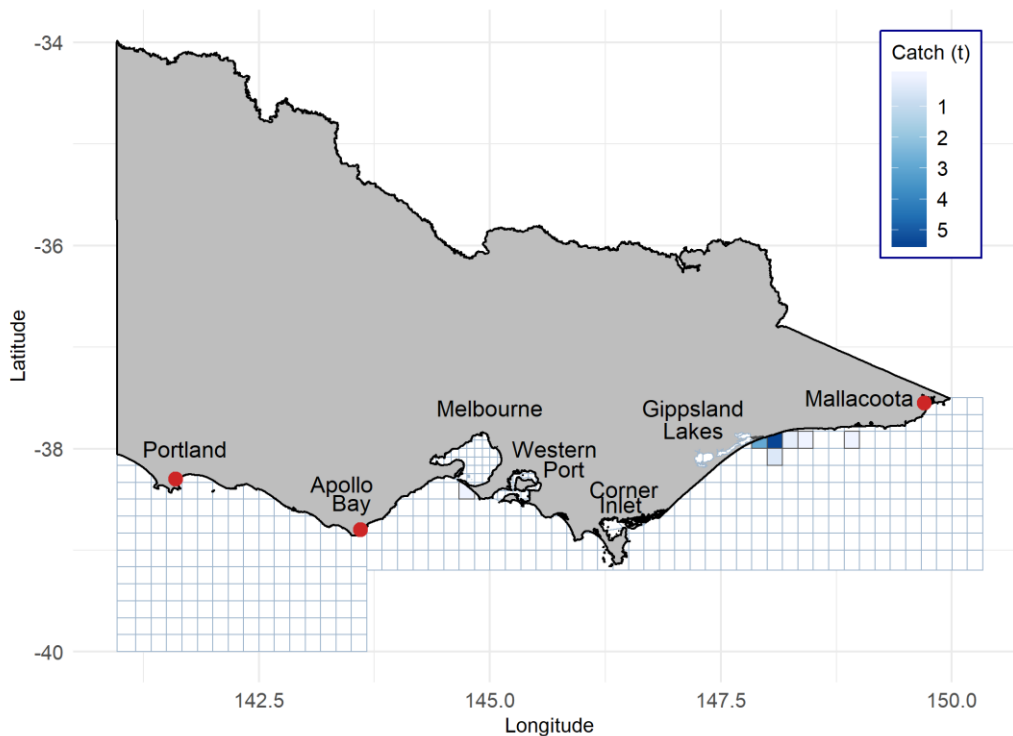 -34
Catch (t)
1
2
3
4
5
-36
Latitude
Mallacoota
Gippsland
Lakes
Melbourne
-38
Portland
Western
Port
Apollo
Bay
Corner
Inlet
-40
142.5
145.0
147.5
150.0
Longitude